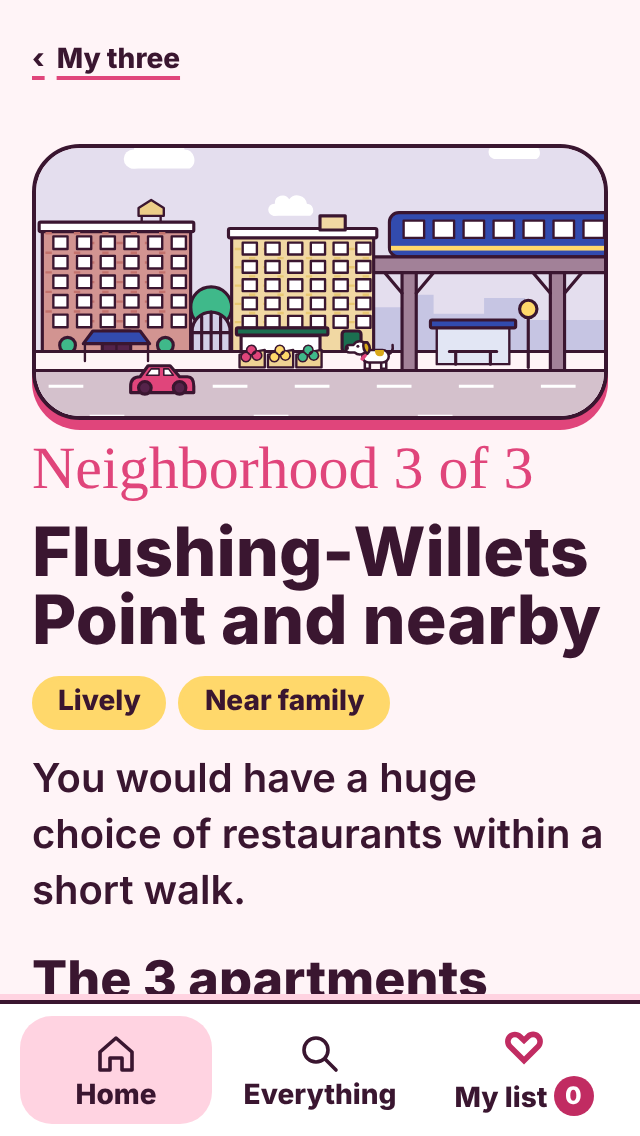 ‹ My three
Neighborhood 3 of 3
Flushing-Willets
Point and nearby
Lively Near family
You would have a huge
choice of restaurants within a
short walk.
The 3 apartments
Home Everything My list 0